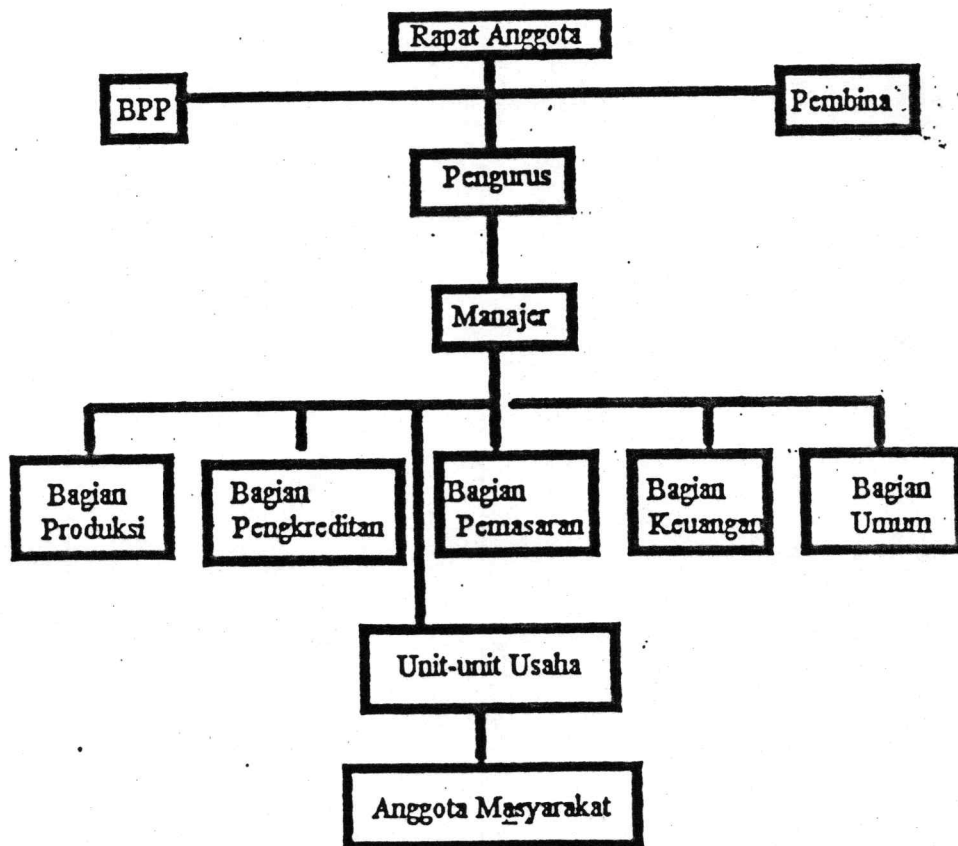 Rapat Anggota
BPP
Pembina
Pengurus
Manajer
Bagian
Produksi
Bagian
Pengkreditan
Bagian
Pemasaran
Bagian
Keuangan
Bagian
Umum
Unit-unit Usaha
Anggota Masyarakat